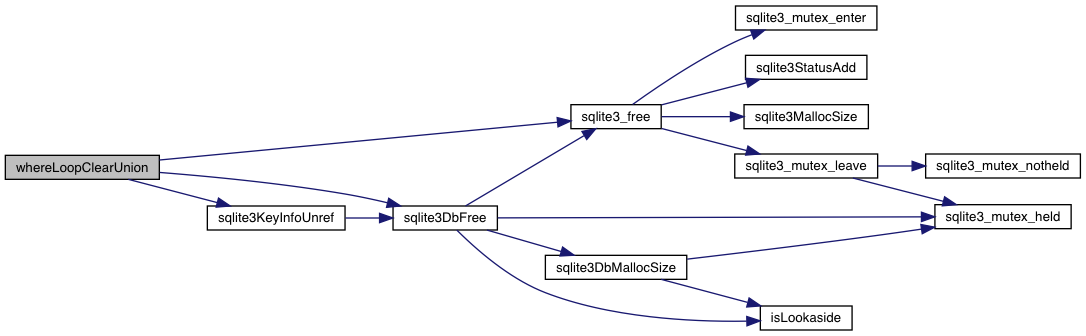 sqlite3_mutex_enter
sqlite3StatusAdd
sqlite3_free
sqlite3MallocSize
whereLoopClearUnion
sqlite3_mutex_leave
sqlite3_mutex_notheld
sqlite3KeyInfoUnref
sqlite3DbFree
sqlite3_mutex_held
sqlite3DbMallocSize
isLookaside